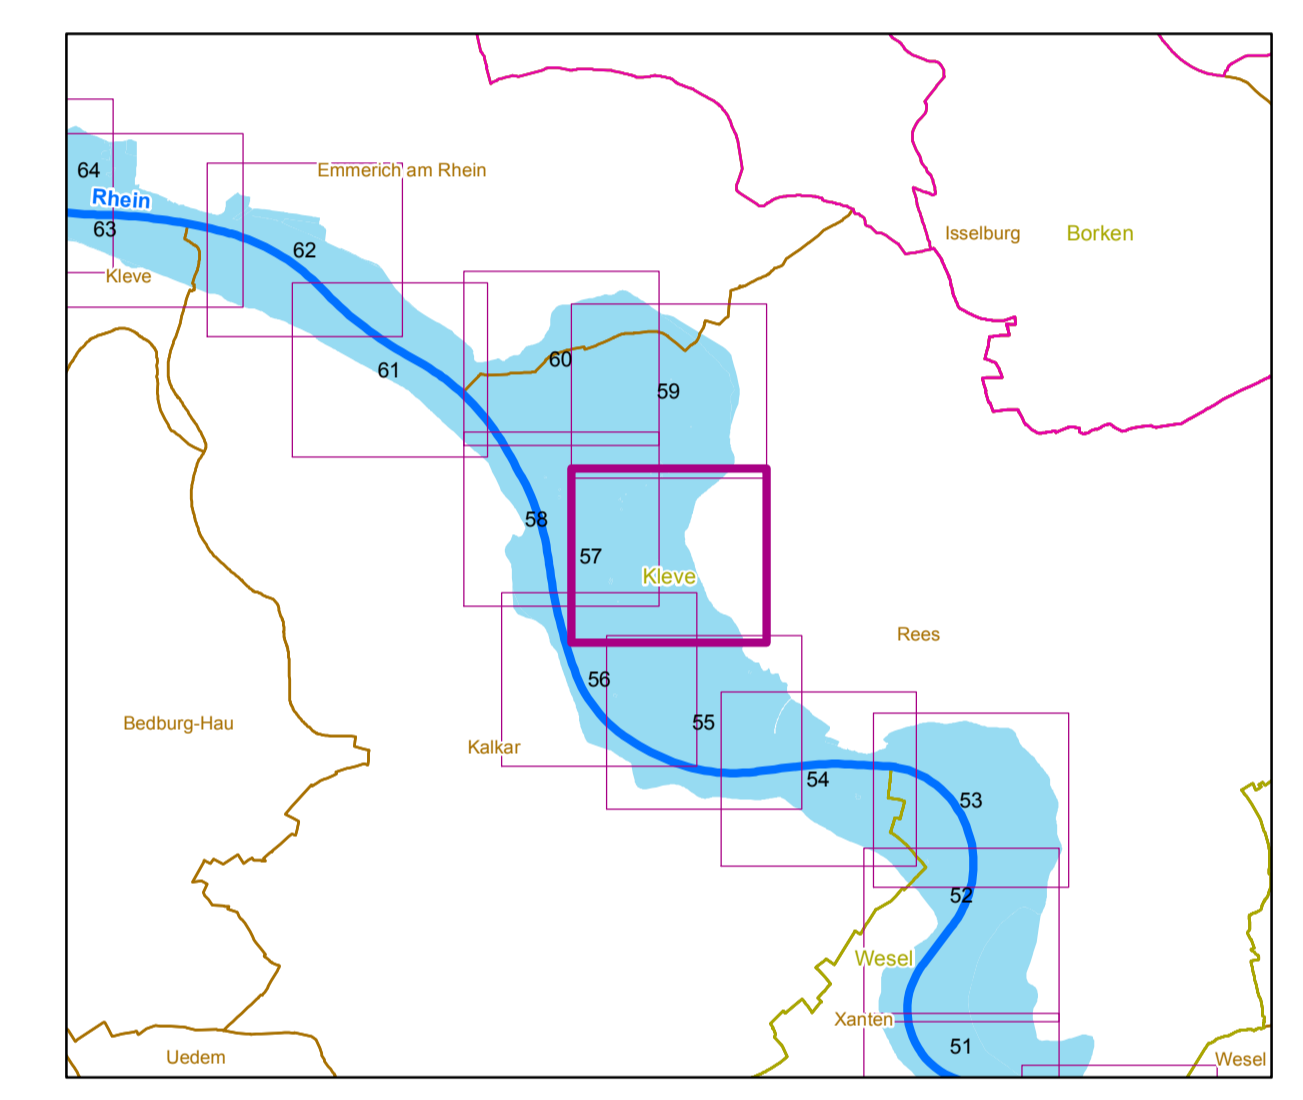 64
Emmerich am Rhein
Rhein
63
Isselburg
Borken
62
Kleve
60
61
59
58
57
Kleve
Rees
56
Bedburg-Hau
55
Kalkar
54
53
52
Wesel
Xanten
51
Uedem
Wesel